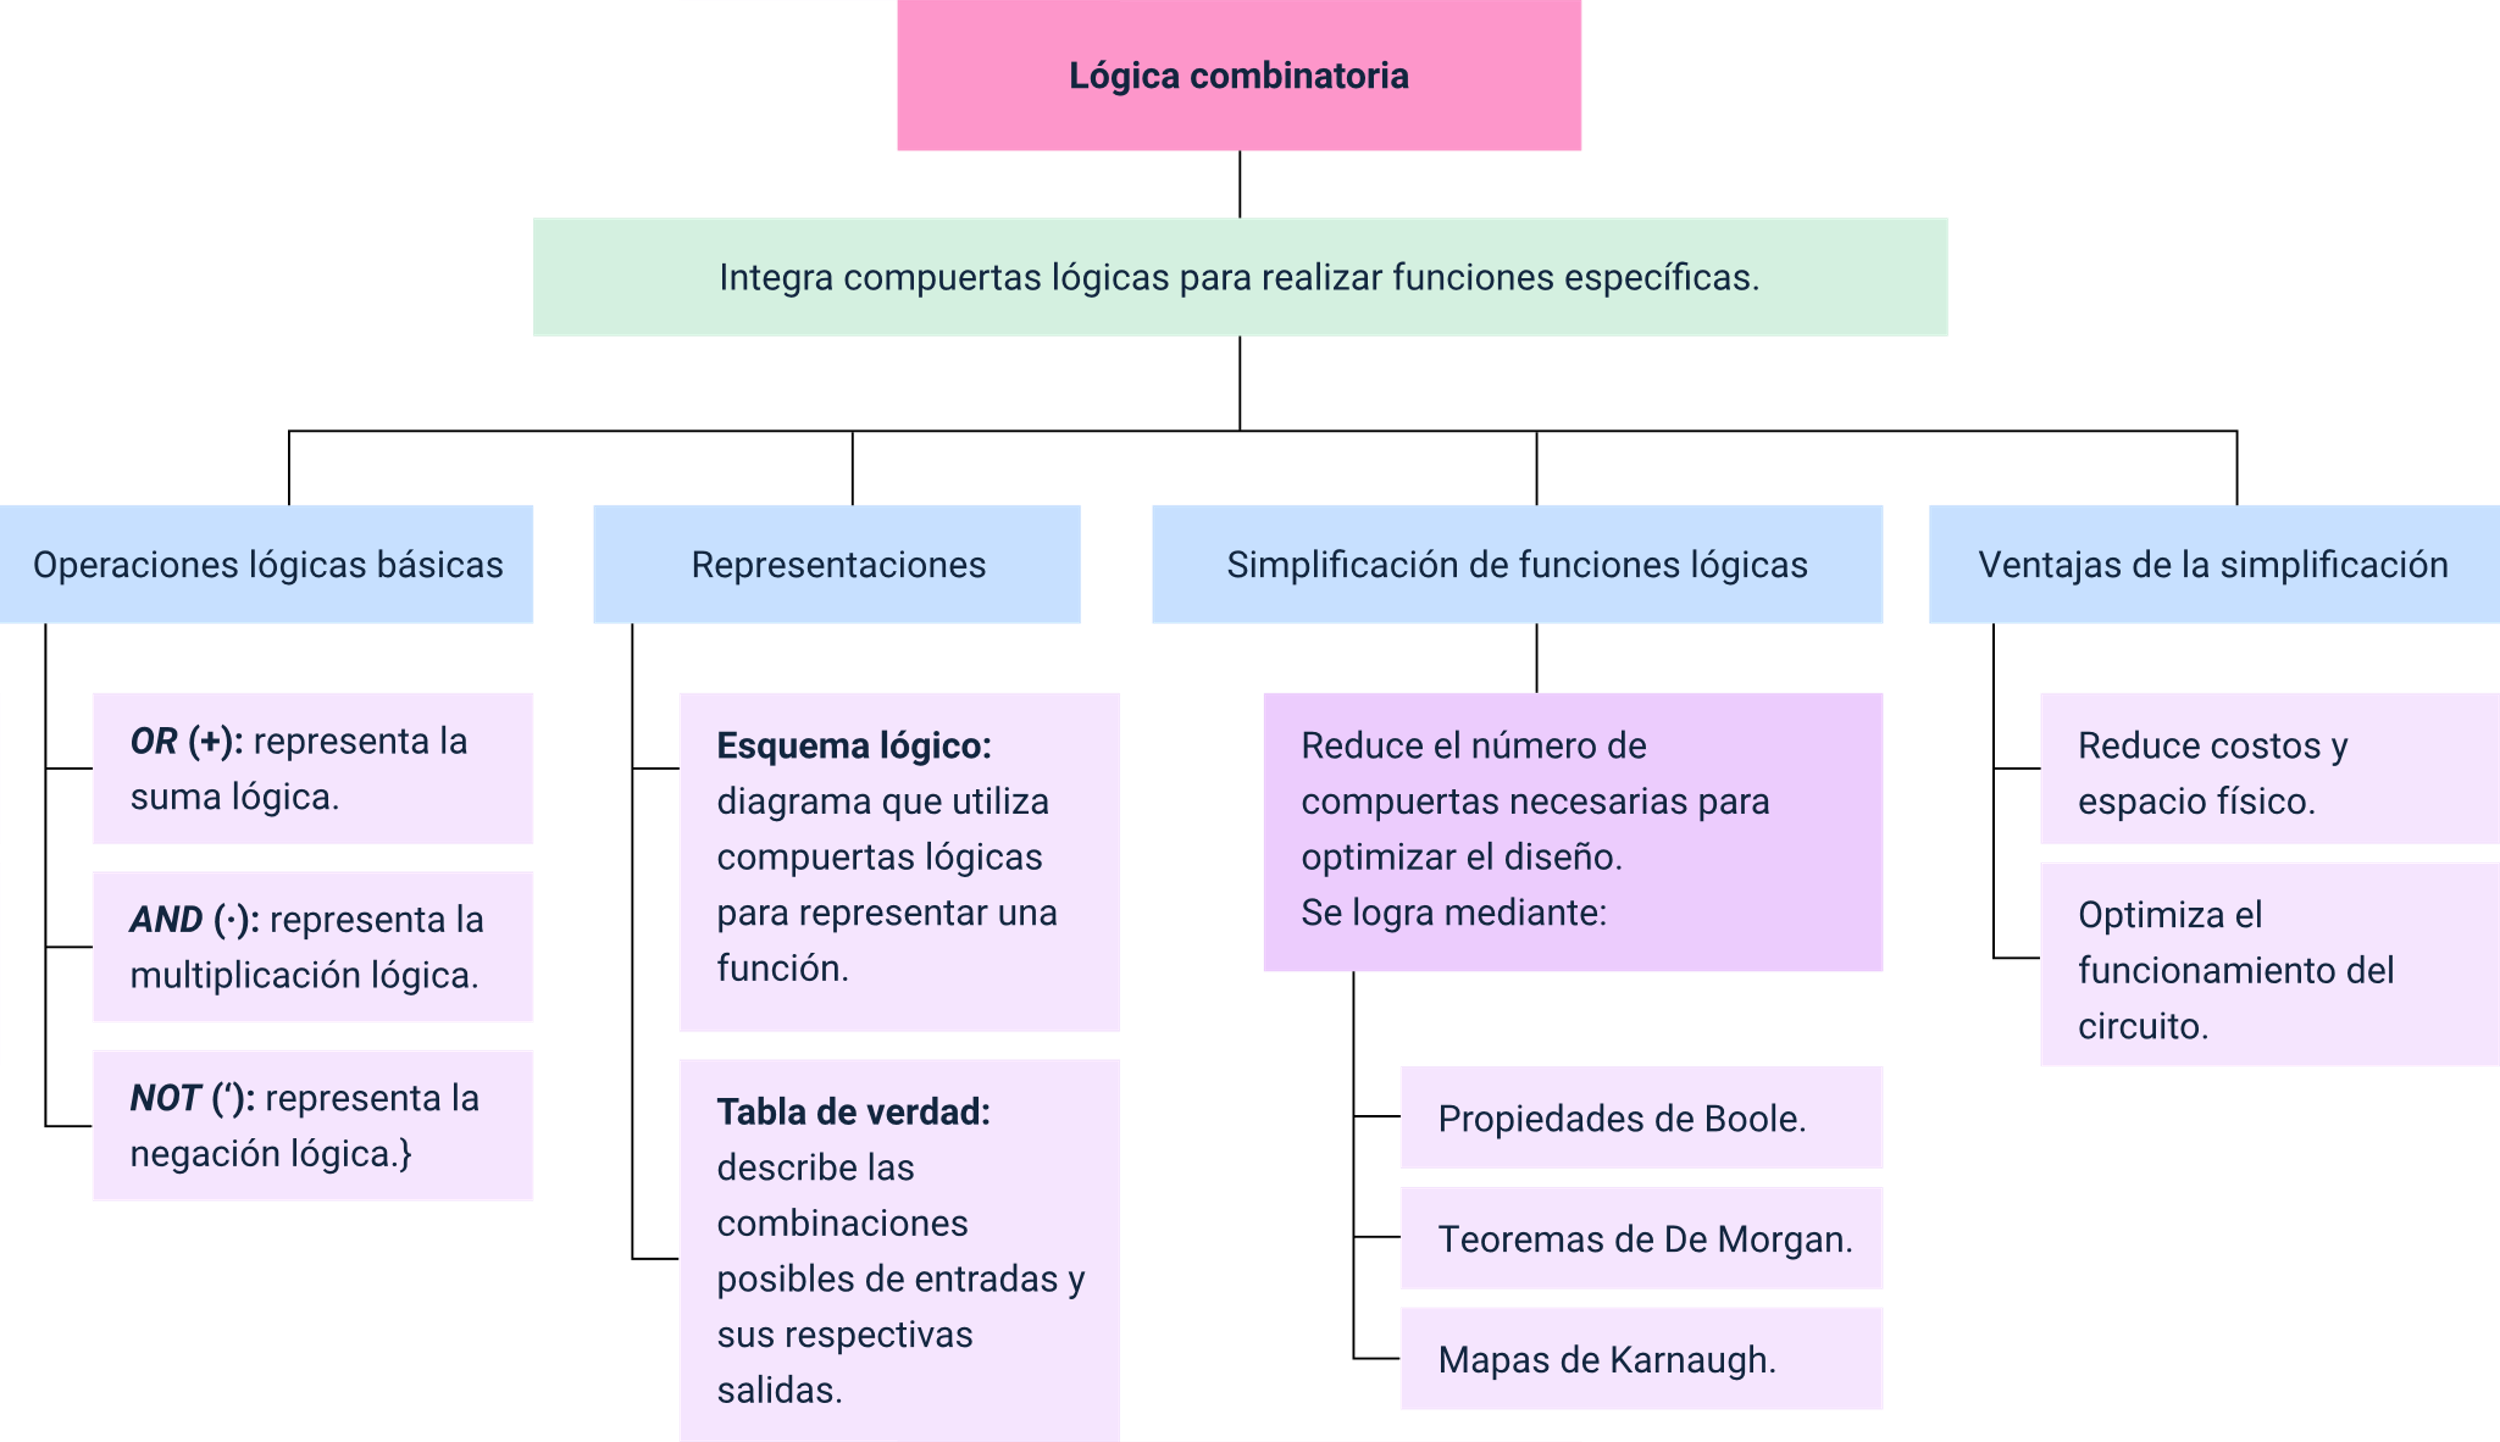 Lógica combinatoria
Integra compuertas lógicas para realizar funciones específicas.
Operaciones lógicas básicas
OR (+): representa la
suma lógica.
AND (·): representa la
multiplicación lógica.
NOT (‘): representa la
negación lógica.}
Representaciones
Esquema lógico:
diagrama que utiliza
compuertas lógicas
para representar una
función.
Tabla de verdad:
describe las
combinaciones
posibles de entradas y
sus respectivas
salidas.
Simplificación de funciones lógicas
Reduce el número de
compuertas necesarias para
optimizar el diseño.
Se logra mediante:
Propiedades de Boole.
Teoremas de De Morgan.
Mapas de Karnaugh.
Ventajas de la simplificación
Reduce costos y
espacio físico.
Optimiza el
funcionamiento del
circuito.